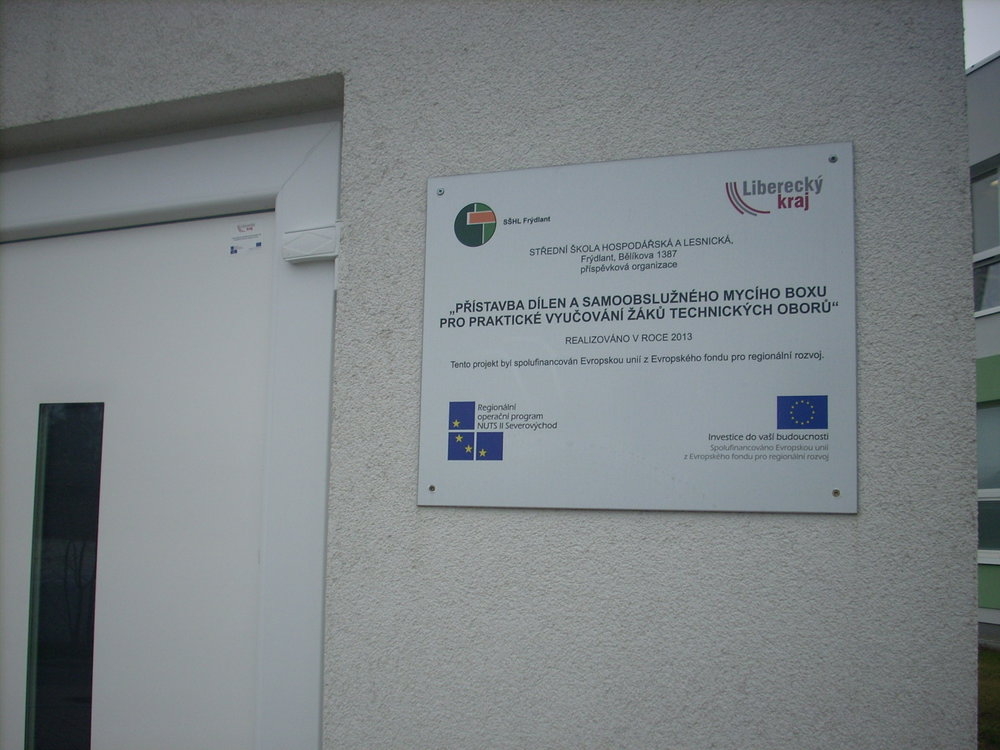 SŠHL Frýdlant
Liberecký
kraj
STŘEDNÍ ŠKOLA HOSPODÁŘSKÁ A LESNICKÁ,
Frýdlant, Bělíkova 1387
příspěvková organizace
„PŘÍSTAVBA DÍLEN A SAMOOBSLUŽNÉHO MYCÍHO BOXU
PRO PRAKTICKÉ VYUČOVÁNÍ ŽÁKŮ TECHNICKÝCH OBORŮ“
REALIZOVÁNO V ROCE 2013
Tento projekt byl spolufinancován Evropskou unií z Evropského fondu pro regionální rozvoj.
Regionální
operační program
NUTS II Severovýchod
Investice do vaší budoucnosti
Spolufinancováno Evropskou unií
z Evropského fondu pro regionální rozvoj